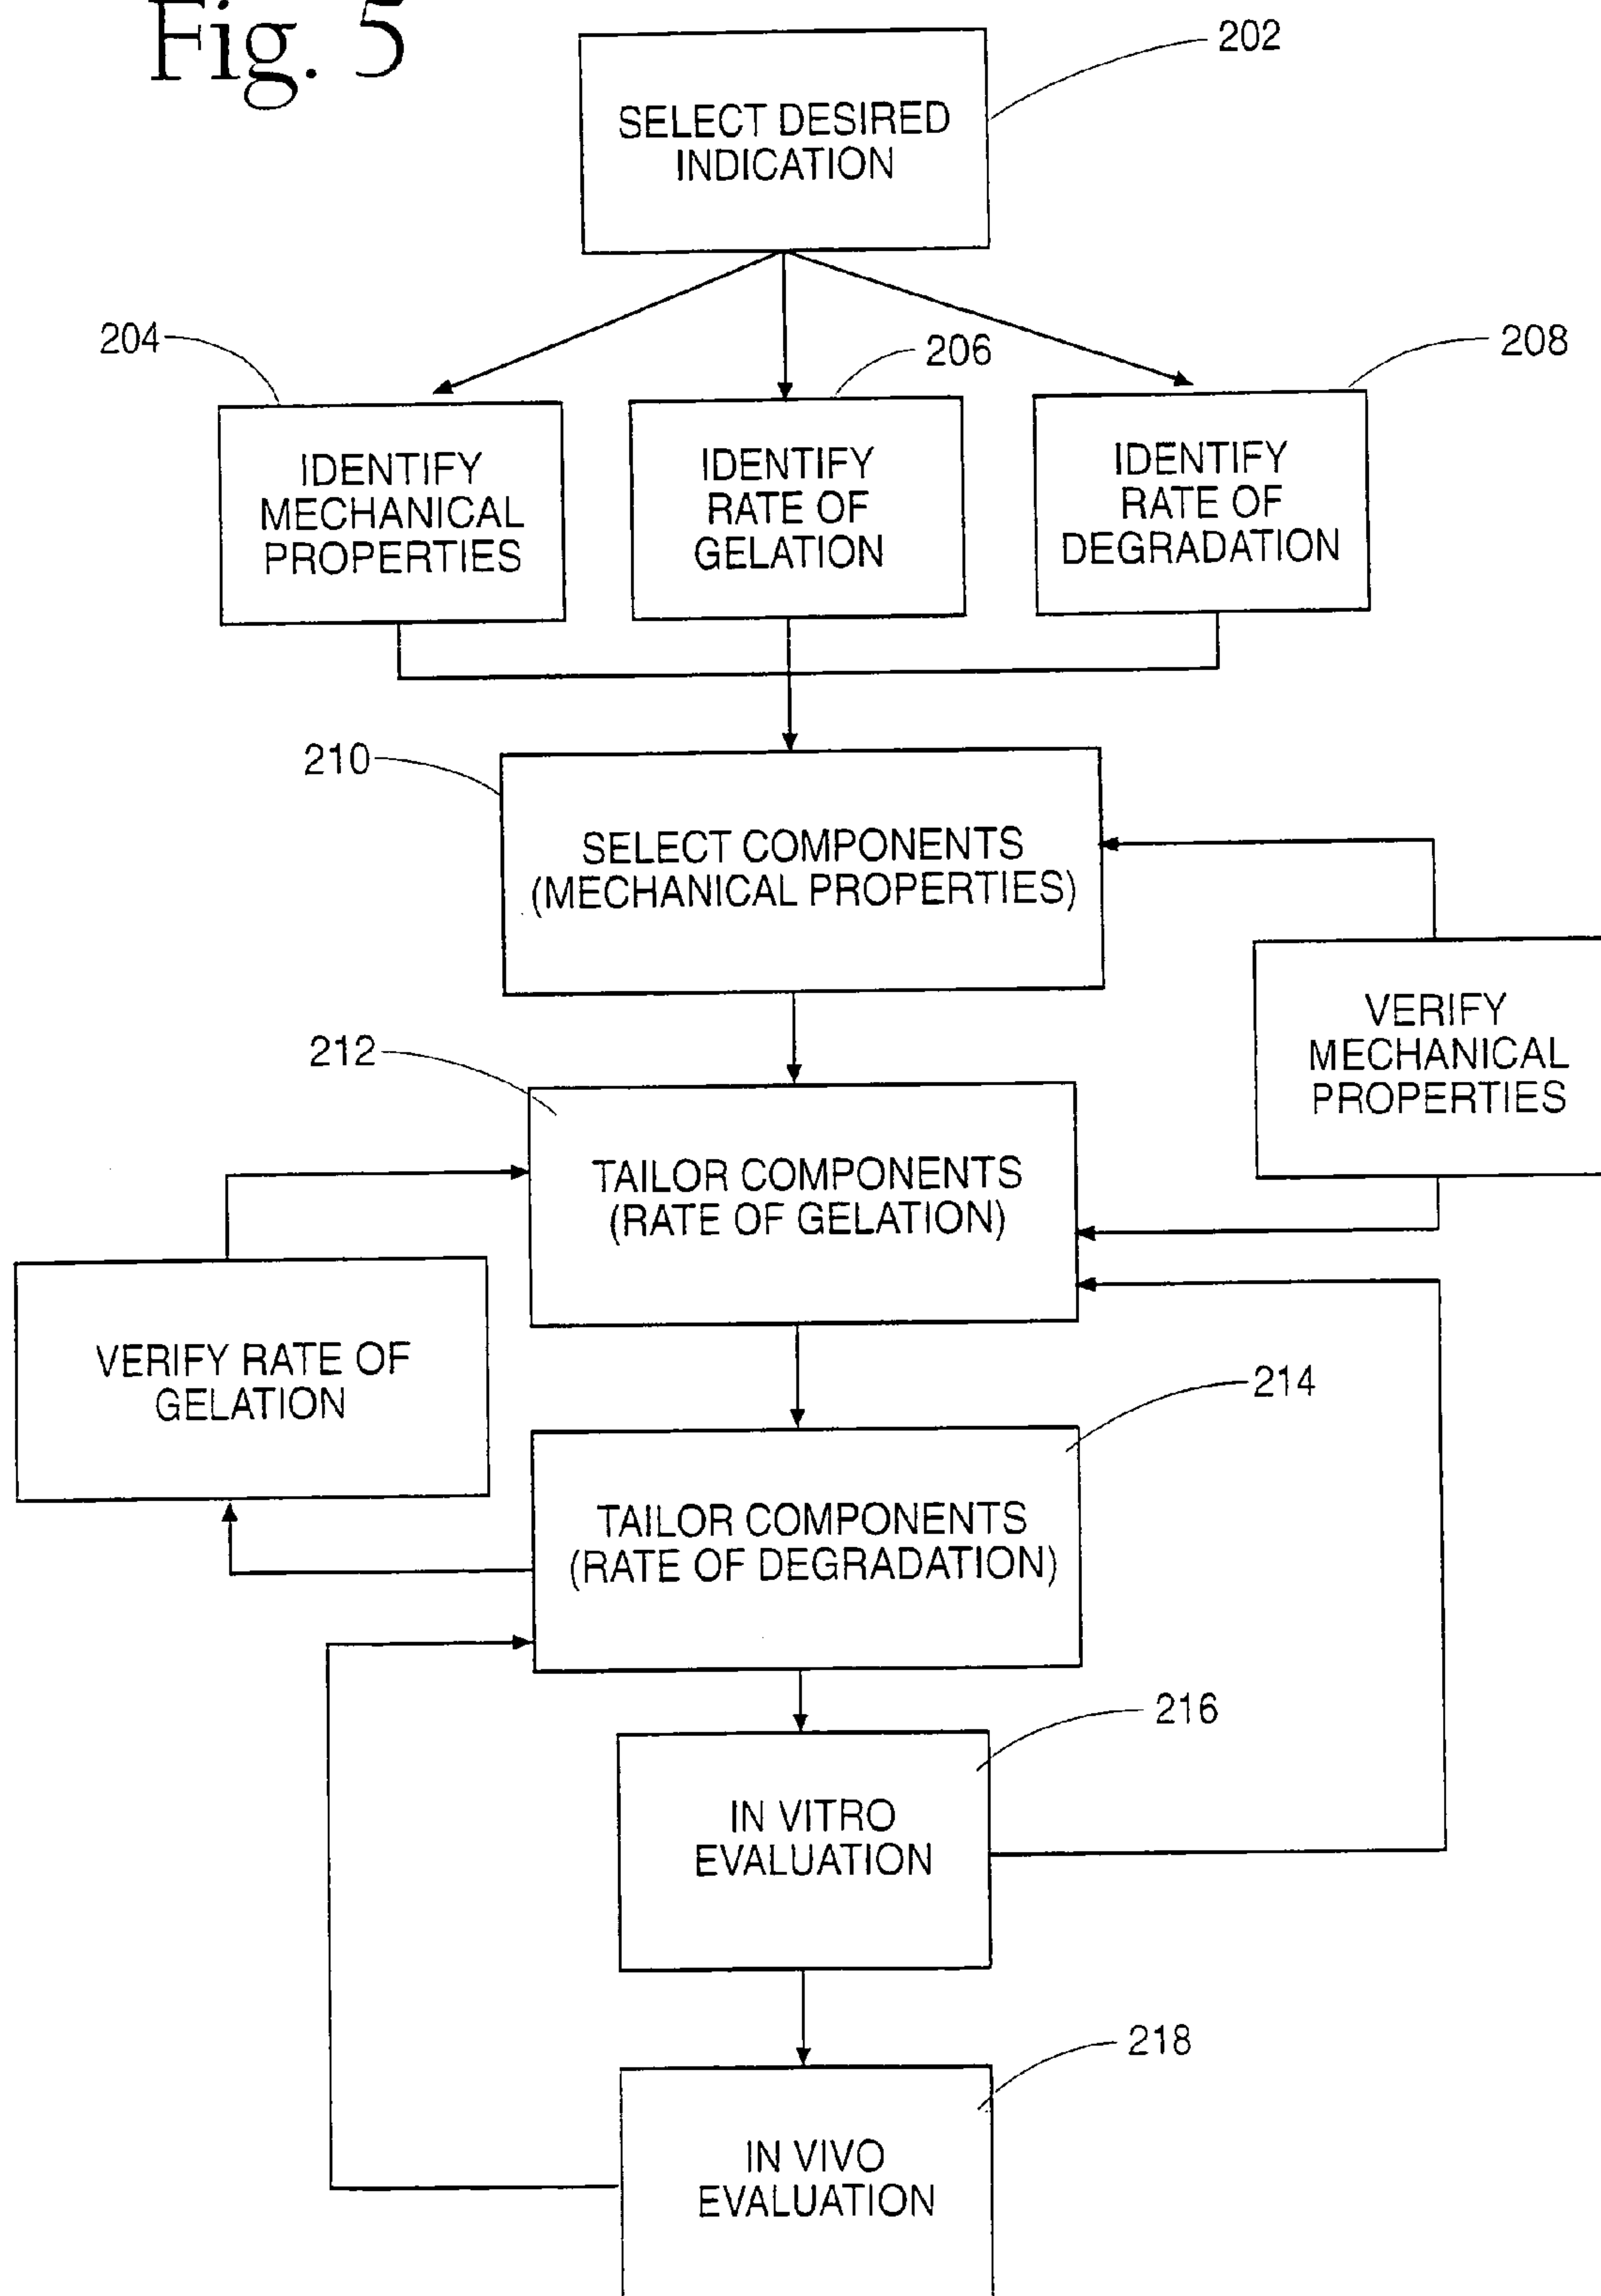 Fig. 5
202
SELECT DESIRED
INDICATION
204
206
208
IDENTIFY
MECHANICAL
PROPERTIES
IDENTIFY
RATE OF
GELATION
IDENTIFY
RATE OF
DEGRADATION
210
SELECT COMPONENTS
(MECHANICAL PROPERTIES)
VERIFY
MECHANICAL
PROPERTIES
212
TAILOR COMPONENTS
(RATE OF GELATION)
VERIFY RATE OF
GELATION
214
TAILOR COMPONENTS
(RATE OF DEGRADATION)
216
IN VITRO
EVALUATION
218
IN VIVO
EVALUATION